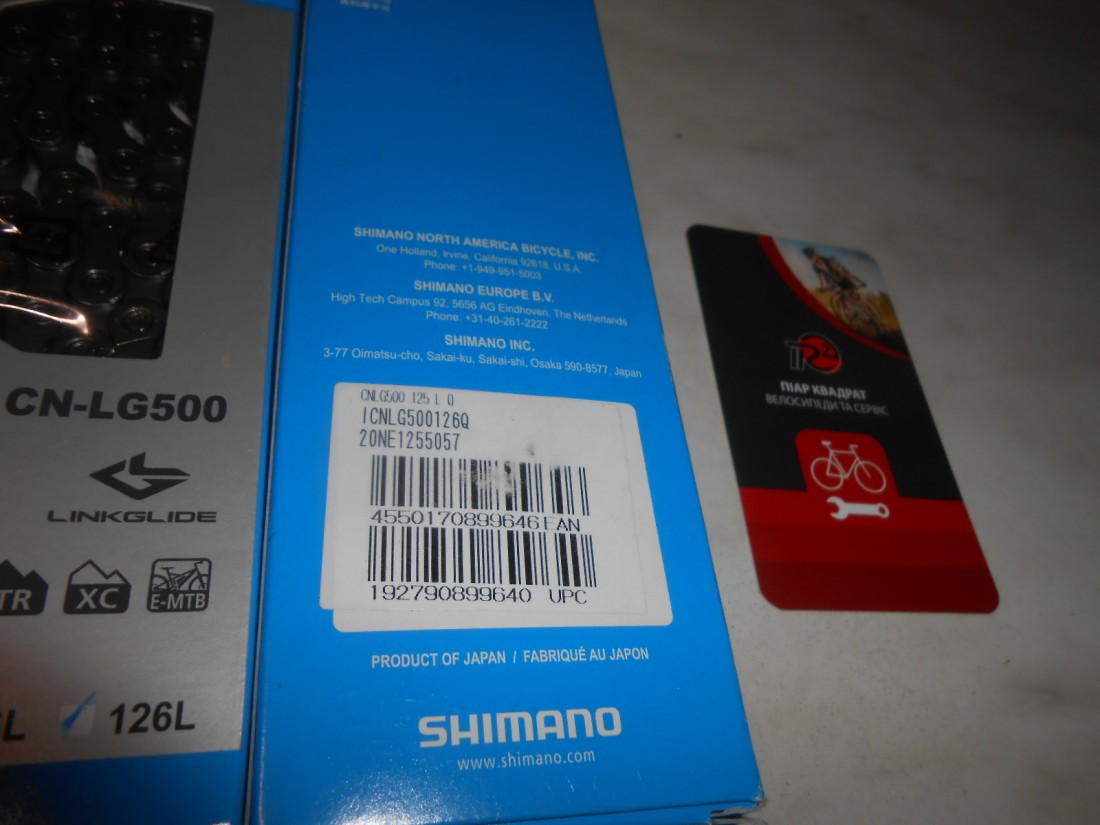 CN-LG500
LINKGLIDE
TR
XC
E-MTB
L
126L
SHIMANO NORTH AMERICA BICYCLE, INC.
One Holland, Irvine, California 92618, U.S.A.
Phone: +1-949-951-5003
SHIMANO EUROPE B.V.
High Tech Campus 92, 5656 AG Eindhoven, The Netherlands
Phone: +31-40-261-2222
SHIMANO INC.
3-77 Oimatsu-cho, Sakai-ku, Sakai-shi, Osaka 590-8577, Japan
CNLG500 125 L Q
ICNLG500126Q
20NE1255057
4550170899646 EAN
192790899640 UPC
PRODUCT OF JAPAN / FABRIQUÉ AU JAPON
SHIMANO
www.shimano.com
ПІАР КВАДРАТ
ВЕЛОСИПЕДИ ТА СЕРВІС